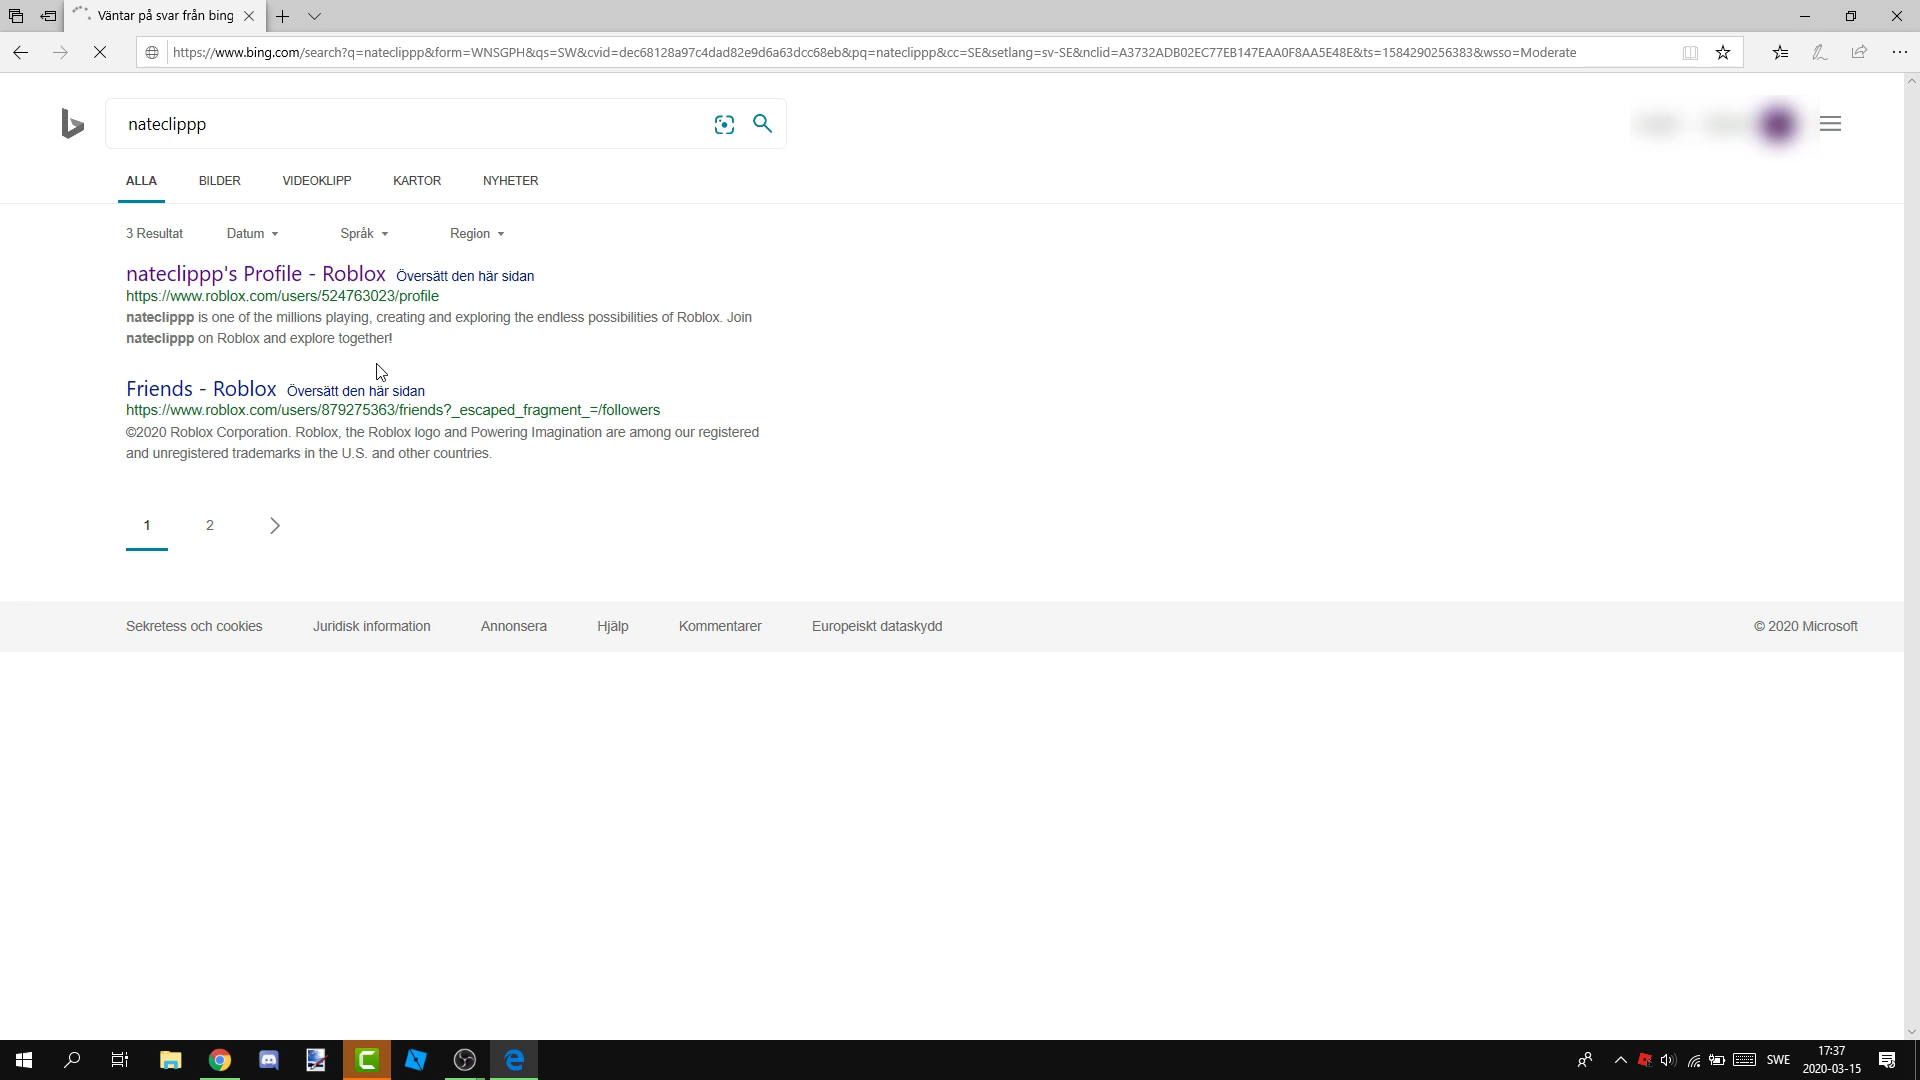 Väntar på svar från bing
https://www.bing.com/search?q=nateclippp&form=WNSGPH&qs=SW&cvid=dec68128a97c4dad82e9d6a63dcc68eb&pq=nateclippp&cc=SE&setlang=sv-SE&nclid=A3732ADB02EC77EB147EAA0F8AA5E48E&ts=1584290256383&wsso=Moderate
nateclippp
ALLA BILDER VIDEOKLIPP KARTOR NYHETER
3 Resultat Datum Språk Region
nateclippp's Profile - Roblox Översätt den här sidan
https://www.roblox.com/users/524763023/profile
nateclippp is one of the millions playing, creating and exploring the endless possibilities of Roblox. Join
nateclippp on Roblox and explore together!
Friends - Roblox Översätt den här sidan
https://www.roblox.com/users/879275363/friends?_escaped_fragment_=/followers
©2020 Roblox Corporation. Roblox, the Roblox logo and Powering Imagination are among our registered
and unregistered trademarks in the U.S. and other countries.
1 2
Sekretess och cookies Juridisk information Annonsera Hjälp Kommentarer Europeiskt dataskydd © 2020 Microsoft
SWE
17:37
2020-03-15